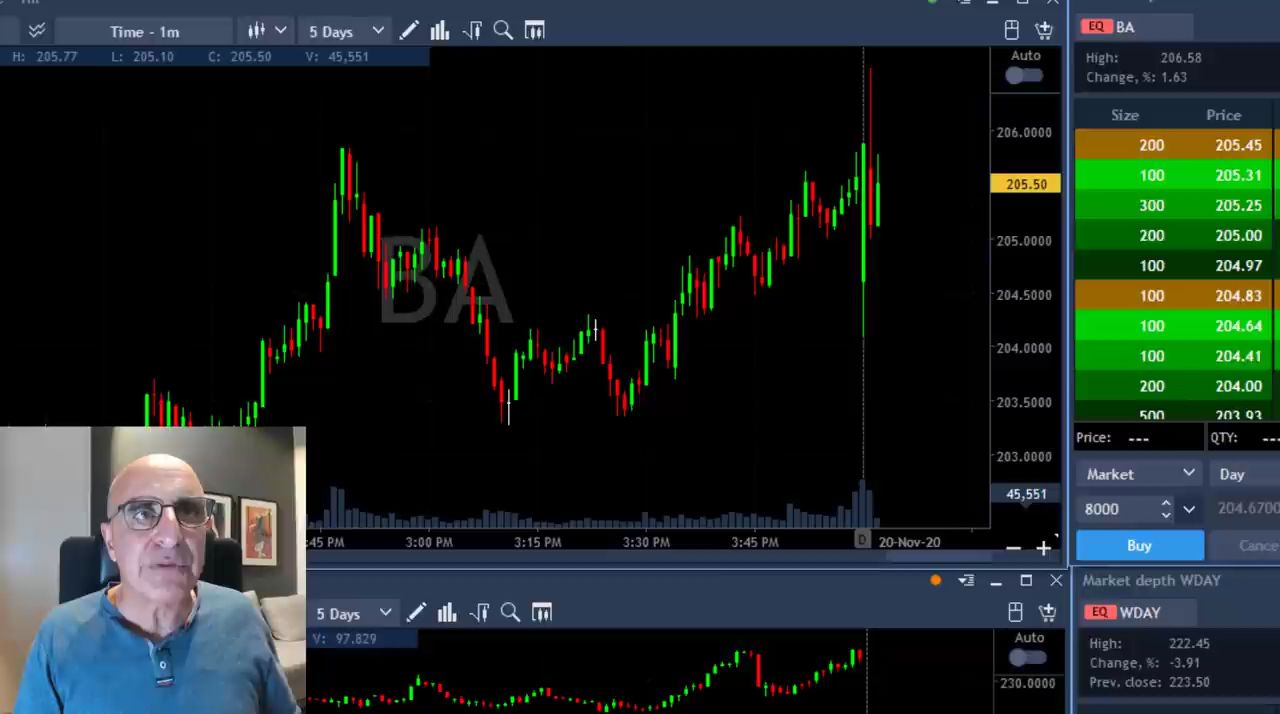 Time - 1m
5 Days
H: 205.77 L: 205.10 C: 205.50 V: 45,551
Auto
206.0000
205.50
205.0000
204.5000
204.0000
203.5000
203.0000
45,551
BA
:45 PM 3:00 PM 3:15 PM 3:30 PM 3:45 PM D 20-Nov-20
EQ BA
High: 206.58
Change, %: 1.63
Size Price
200 205.45
100 205.31
300 205.25
200 205.00
100 204.97
100 204.83
100 204.64
100 204.41
200 204.00
500 203.93
Price: --- QTY: ---
Market Day
8000 204.6700
Buy Cance
5 Days
V: 97.829
Auto
230.0000
Market depth WDAY
EQ WDAY
High: 222.45
Change, %: -3.91
Prev. close: 223.50